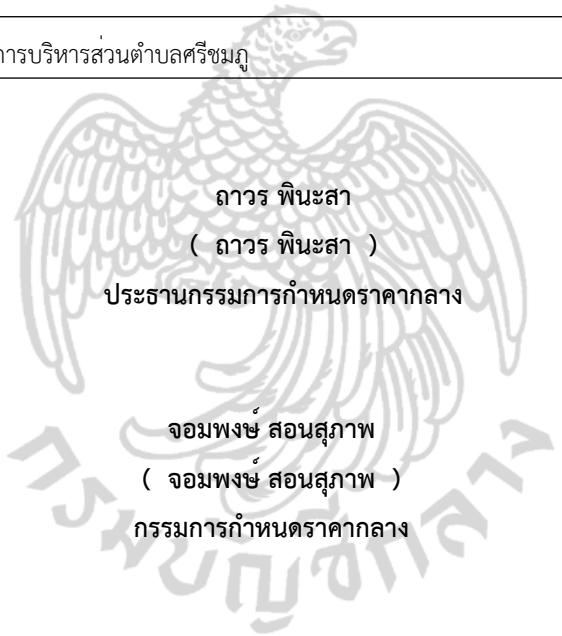 การบริหารส่วนตำบลศรีชมภู
ถาวร พินะสา
( ถาวร พินะสา )
ประธานกรรมการกำหนดราคากลาง
จอมพงษ์ สอนสุภาพ
( จอมพงษ์ สอนสุภาพ )
กรรมการกำหนดราคากลาง
กรมบัญชีกลาง